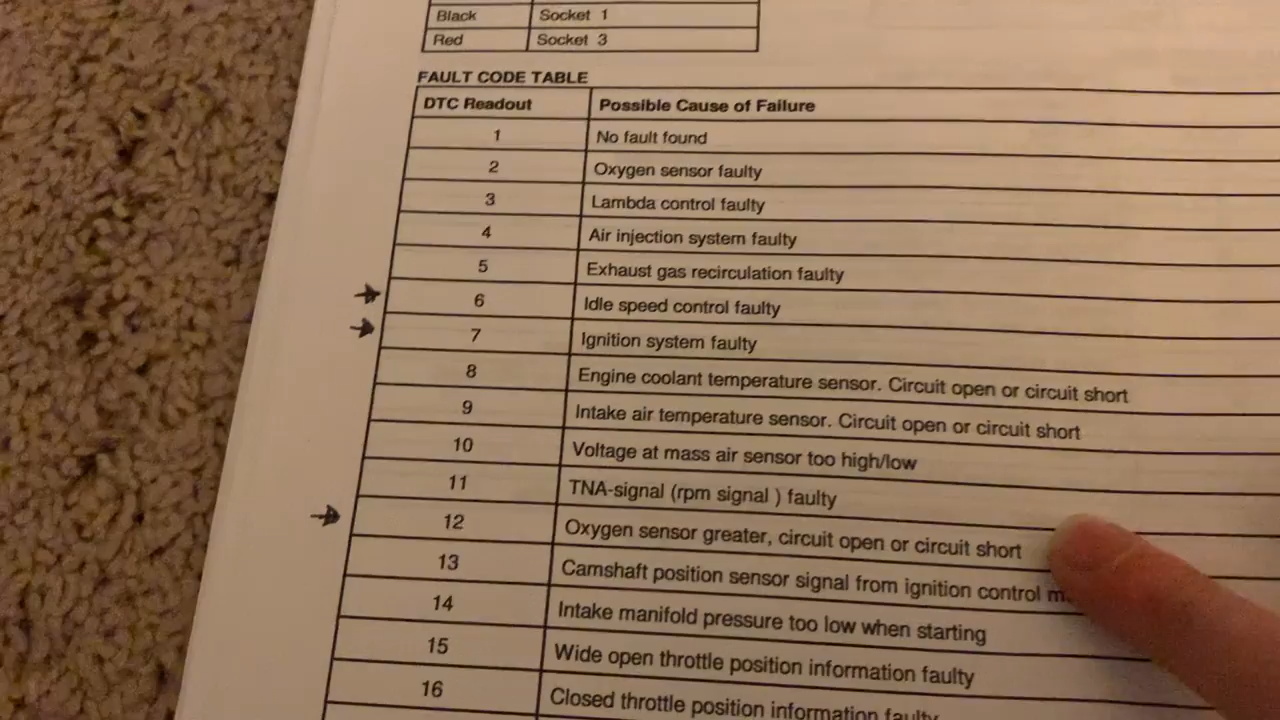 Black Socket 1
Red Socket 3
FAULT CODE TABLE
DTC Readout Possible Cause of Failure
1 No fault found
2 Oxygen sensor faulty
3 Lambda control faulty
4 Air injection system faulty
5 Exhaust gas recirculation faulty
6 Idle speed control faulty
7 Ignition system faulty
8 Engine coolant temperature sensor. Circuit open or circuit short
9 Intake air temperature sensor. Circuit open or circuit short
10 Voltage at mass air sensor too high/low
11 TNA-signal (rpm signal ) faulty
12 Oxygen sensor greater, circuit open or circuit short
13 Camshaft position sensor signal from ignition control
14 Intake manifold pressure too low when starting
15 Wide open throttle position information faulty
16 Closed throttle position information faulty